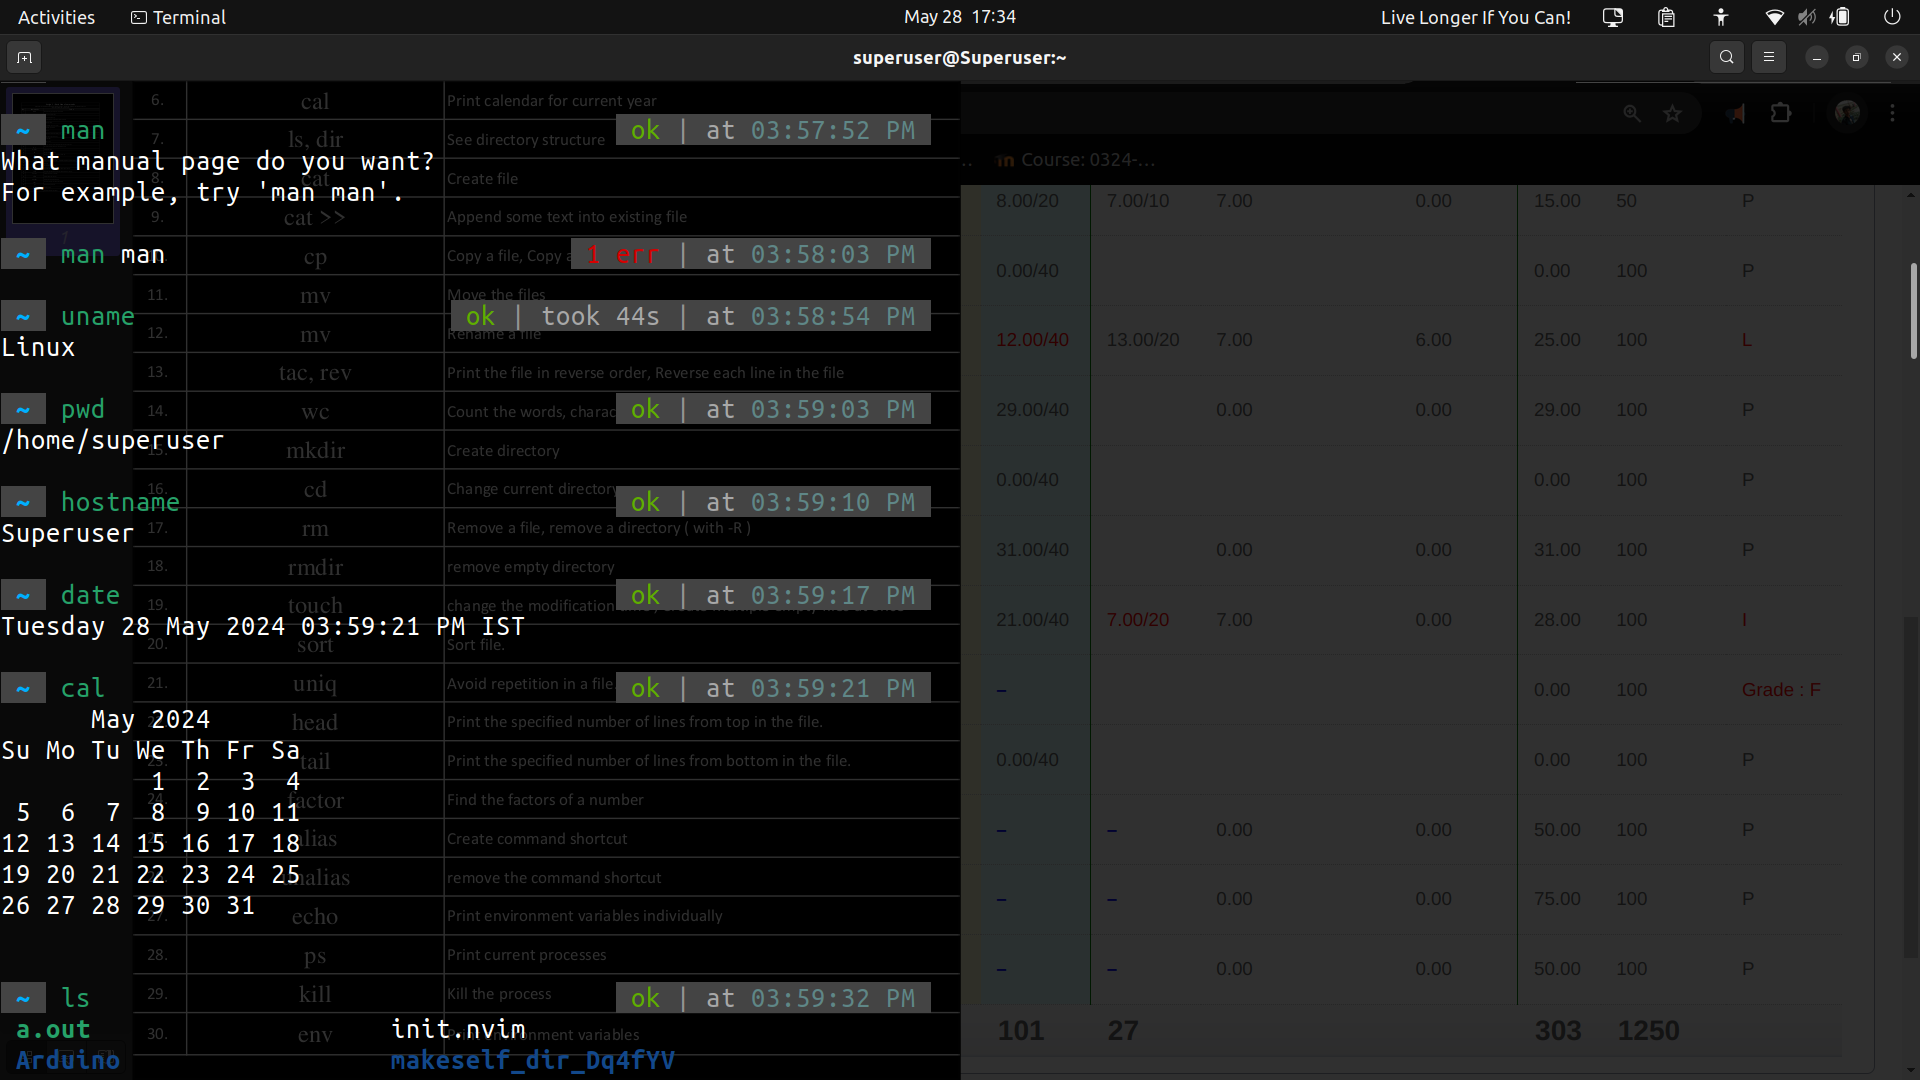 Activities Terminal May 28 17:34 Live Longer If You Can!
superuser@Superuser:~
~ man ok | at 03:57:52 PM
What manual page do you want?
For example, try 'man man'.
~ man man 1 err | at 03:58:03 PM
~ uname ok | took 44s | at 03:58:54 PM
Linux
~ pwd ok | at 03:59:03 PM
/home/superuser
~ hostname ok | at 03:59:10 PM
Superuser
~ date ok | at 03:59:17 PM
Tuesday 28 May 2024 03:59:21 PM IST
~ cal ok | at 03:59:21 PM
May 2024
Su Mo Tu We Th Fr Sa
1 2 3 4
5 6 7 8 9 10 11
12 13 14 15 16 17 18
19 20 21 22 23 24 25
26 27 28 29 30 31
~ ls ok | at 03:59:32 PM
a.out init.nvim
Arduino makeself_dir_Dq4fYV
6. cal Print calendar for current year
7. ls, dir See directory structure
8. cat Create file
9. cat >> Append some text into existing file
cp Copy a file, Copy a
11. mv Move the files
12. mv Rename a file
13. tac, rev Print the file in reverse order, Reverse each line in the file
14. wc Count the words, charac
15. mkdir Create directory
16. cd Change current directory
17. rm Remove a file, remove a directory ( with -R )
18. rmdir remove empty directory
19. touch change the modification
20. sort Sort file.
21. uniq Avoid repetition in a file.
head Print the specified number of lines from top in the file.
tail Print the specified number of lines from bottom in the file.
24. factor Find the factors of a number
alias Create command shortcut
unalias remove the command shortcut
27. echo Print environment variables individually
28. ps Print current processes
29. kill Kill the process
30. env Print environment variables
Course: 0324-...
8.00/20 7.00/10 7.00 0.00 15.00 50 P
0.00/40 0.00 100 P
12.00/40 13.00/20 7.00 6.00 25.00 100 L
29.00/40 0.00 0.00 29.00 100 P
0.00/40 0.00 100 P
31.00/40 0.00 0.00 31.00 100 P
21.00/40 7.00/20 7.00 0.00 28.00 100 I
– 0.00 100 Grade : F
0.00/40 0.00 100 P
– – 0.00 0.00 50.00 100 P
– – 0.00 0.00 75.00 100 P
– – 0.00 0.00 50.00 100 P
101 27 303 1250